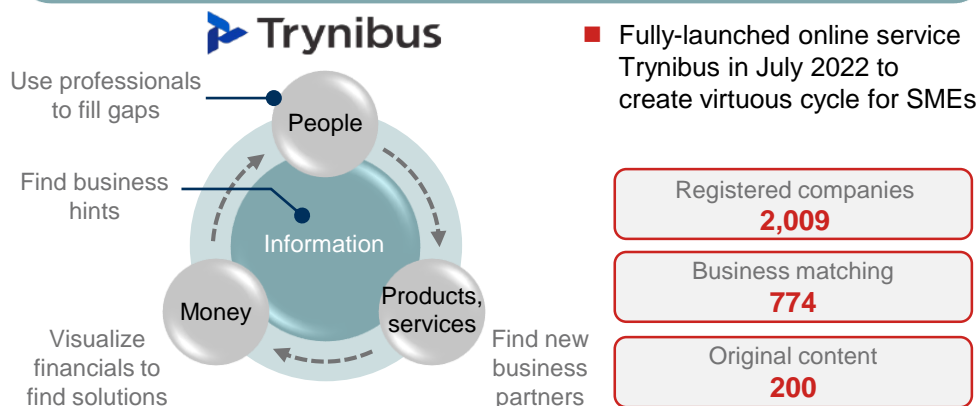 Trynibus
Use professionals
to fill gaps
Find business
hints
People
Information
Money
Products,
services
Visualize
financials to
find solutions
Find new
business
partners
Fully-launched online service
Trynibus in July 2022 to
create virtuous cycle for SMEs
Registered companies
2,009
Business matching
774
Original content
200